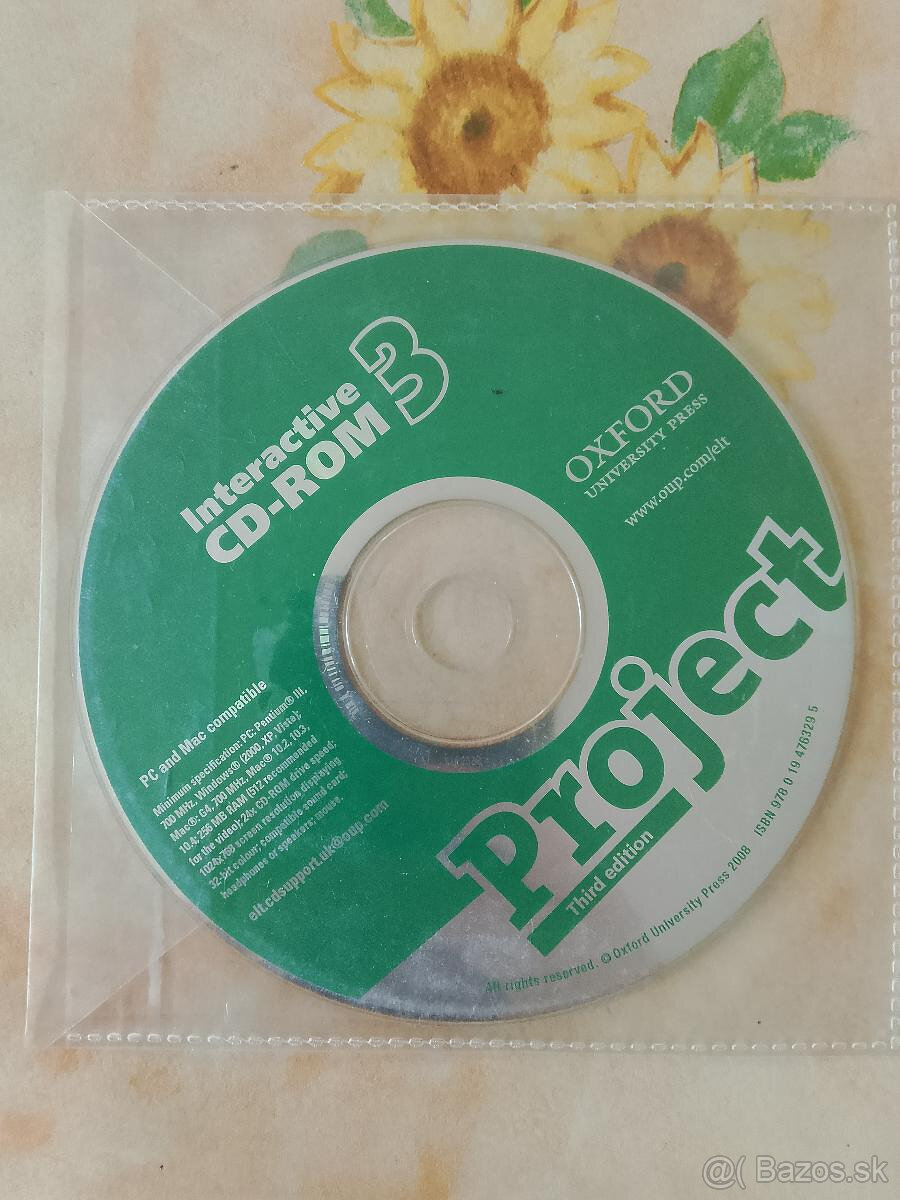 Interactive
CD-ROM 3
OXFORD
UNIVERSITY PRESS
www.oup.com/elt
Project
Third edition
PC and Mac compatible
Minimum specification: PC: Pentium® III,
700 MHz, Windows® (2000, XP, Vista);
Mac®: G4, 700 MHz, Mac® 10.2, 10.3,
10.4; 256 MB RAM (512 recommended
for the video); 24x CD ROM drive speed;
1024x768 screen resolution displaying
32-bit colour; compatible sound card;
headphones or speakers; mouse.
elt.cdsupport.uk@oup.com
All rights reserved. © Oxford University Press 2008 ISBN 978 0 19 476329 5
@( Bazos.sk